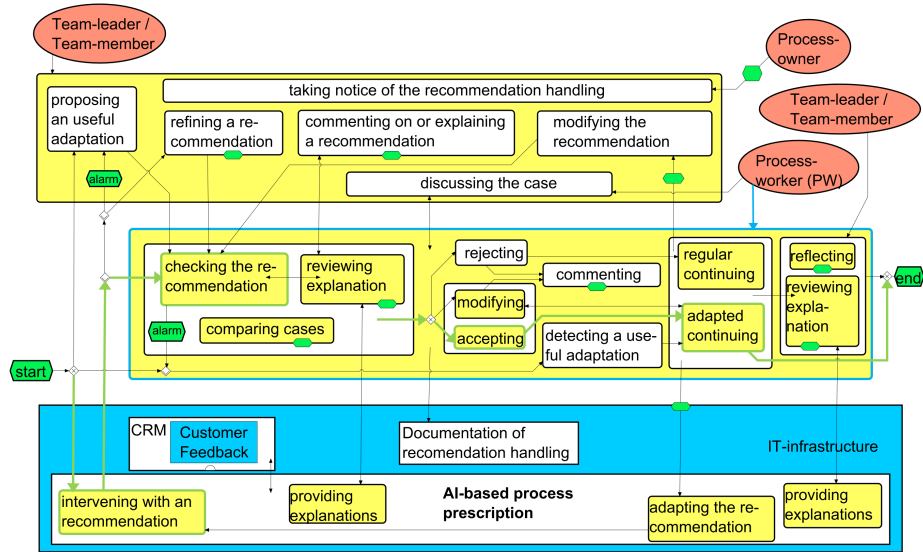 Team-leader /
Team-member
Process-
owner
taking notice of the recommendation handling
proposing
an useful
adaptation
refining a re-
commendation
commenting on or explaining
a recommendation
modifying the
recommendation
Team-leader /
Team-member
alarm
discussing the case
Process-
worker (PW)
checking the re-
commendation
reviewing
explanation
rejecting
commenting
regular
continuing
reflecting
reviewing
expla-
nation
end
modifying
accepting
adapted
continuing
comparing cases
alarm
detecting a use-
ful adaptation
start
CRM
Customer
Feedback
Documentation of
recomendation handling
IT-infrastructure
intervening with an
recommendation
providing
explanations
AI-based process
prescription
adapting the re-
commendation
providing
explanations